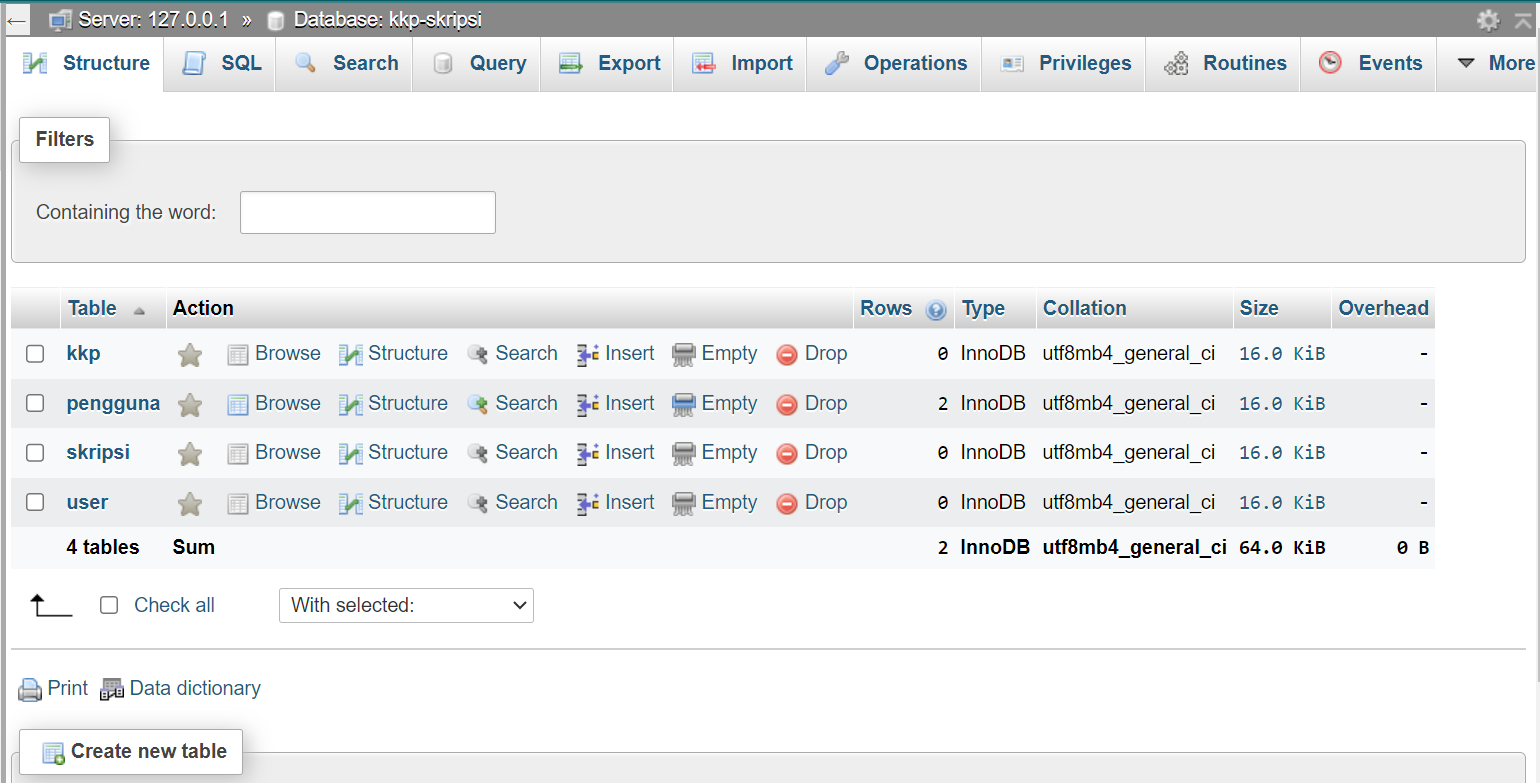 ← Server: 127.0.0.1 » Database: kkp-skripsi
Structure SQL Search Query Export Import Operations Privileges Routines Events More
Filters
Containing the word:
Table Action Rows Type Collation Size Overhead
kkp Browse Structure Search Insert Empty Drop 0 InnoDB utf8mb4_general_ci 16.0 KiB -
pengguna Browse Structure Search Insert Empty Drop 2 InnoDB utf8mb4_general_ci 16.0 KiB -
skripsi Browse Structure Search Insert Empty Drop 0 InnoDB utf8mb4_general_ci 16.0 KiB -
user Browse Structure Search Insert Empty Drop 0 InnoDB utf8mb4_general_ci 16.0 KiB -
4 tables Sum 2 InnoDB utf8mb4_general_ci 64.0 KiB 0 B
Check all With selected:
Print Data dictionary
Create new table